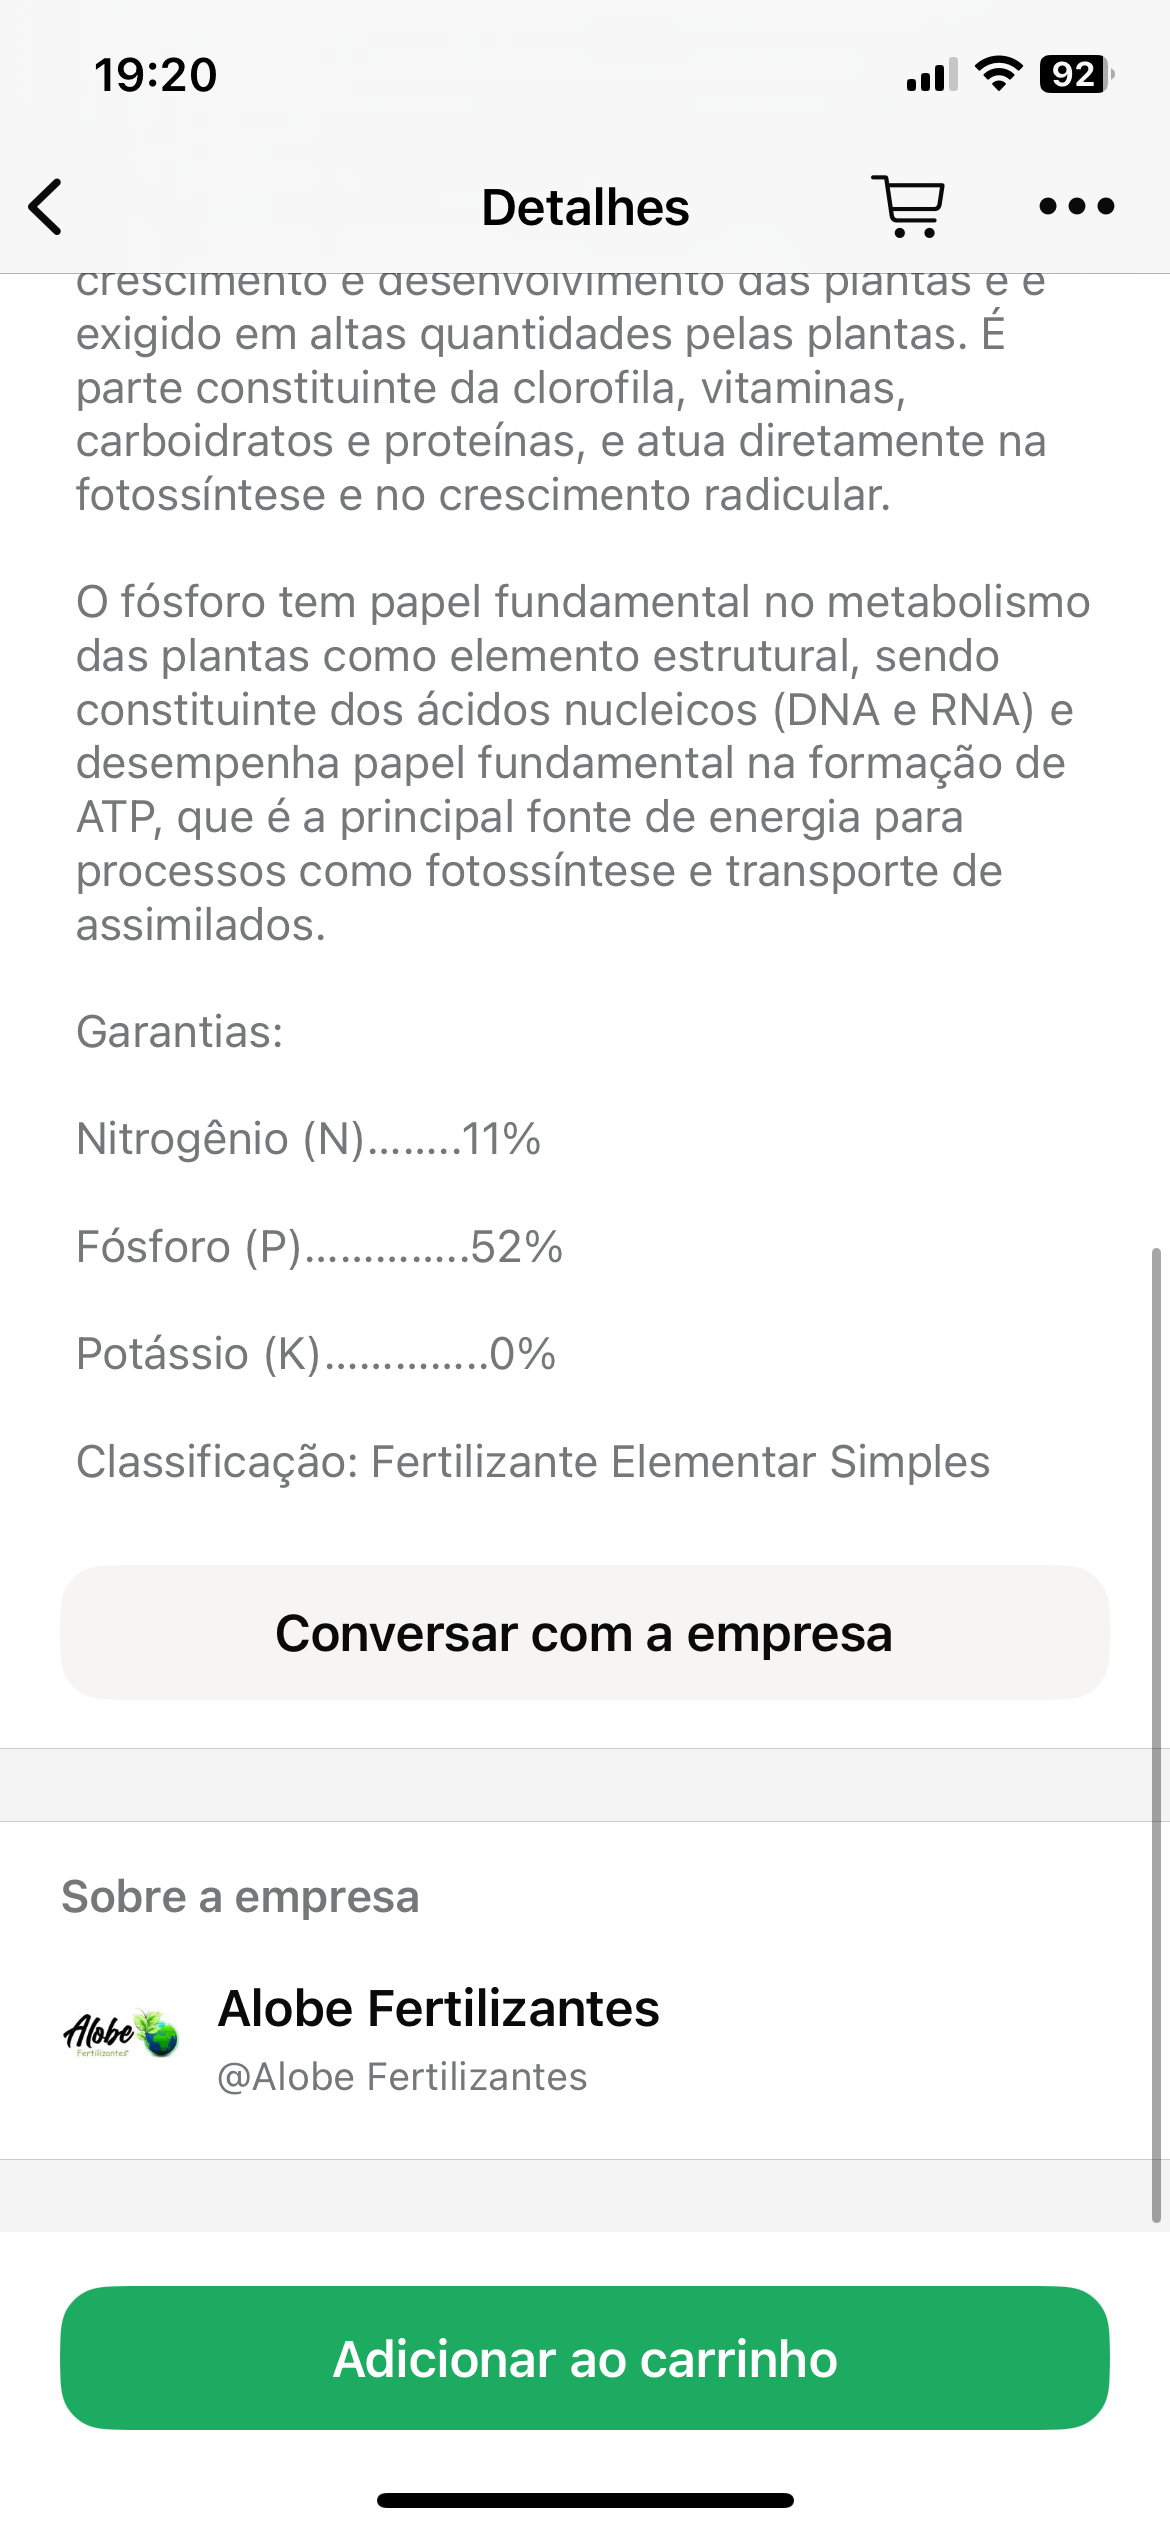 19:20
92
Detalhes
crescimento e desenvolvimento das plantas e é
exigido em altas quantidades pelas plantas. É
parte constituinte da clorofila, vitaminas,
carboidratos e proteínas, e atua diretamente na
fotossíntese e no crescimento radicular.
O fósforo tem papel fundamental no metabolismo
das plantas como elemento estrutural, sendo
constituinte dos ácidos nucleicos (DNA e RNA) e
desempenha papel fundamental na formação de
ATP, que é a principal fonte de energia para
processos como fotossíntese e transporte de
assimilados.
Garantias:
Nitrogênio (N)........11%
Fósforo (P)..............52%
Potássio (K)..............0%
Classificação: Fertilizante Elementar Simples
Conversar com a empresa
Sobre a empresa
Alobe
Fertilizantes
Alobe Fertilizantes
@Alobe Fertilizantes
Adicionar ao carrinho